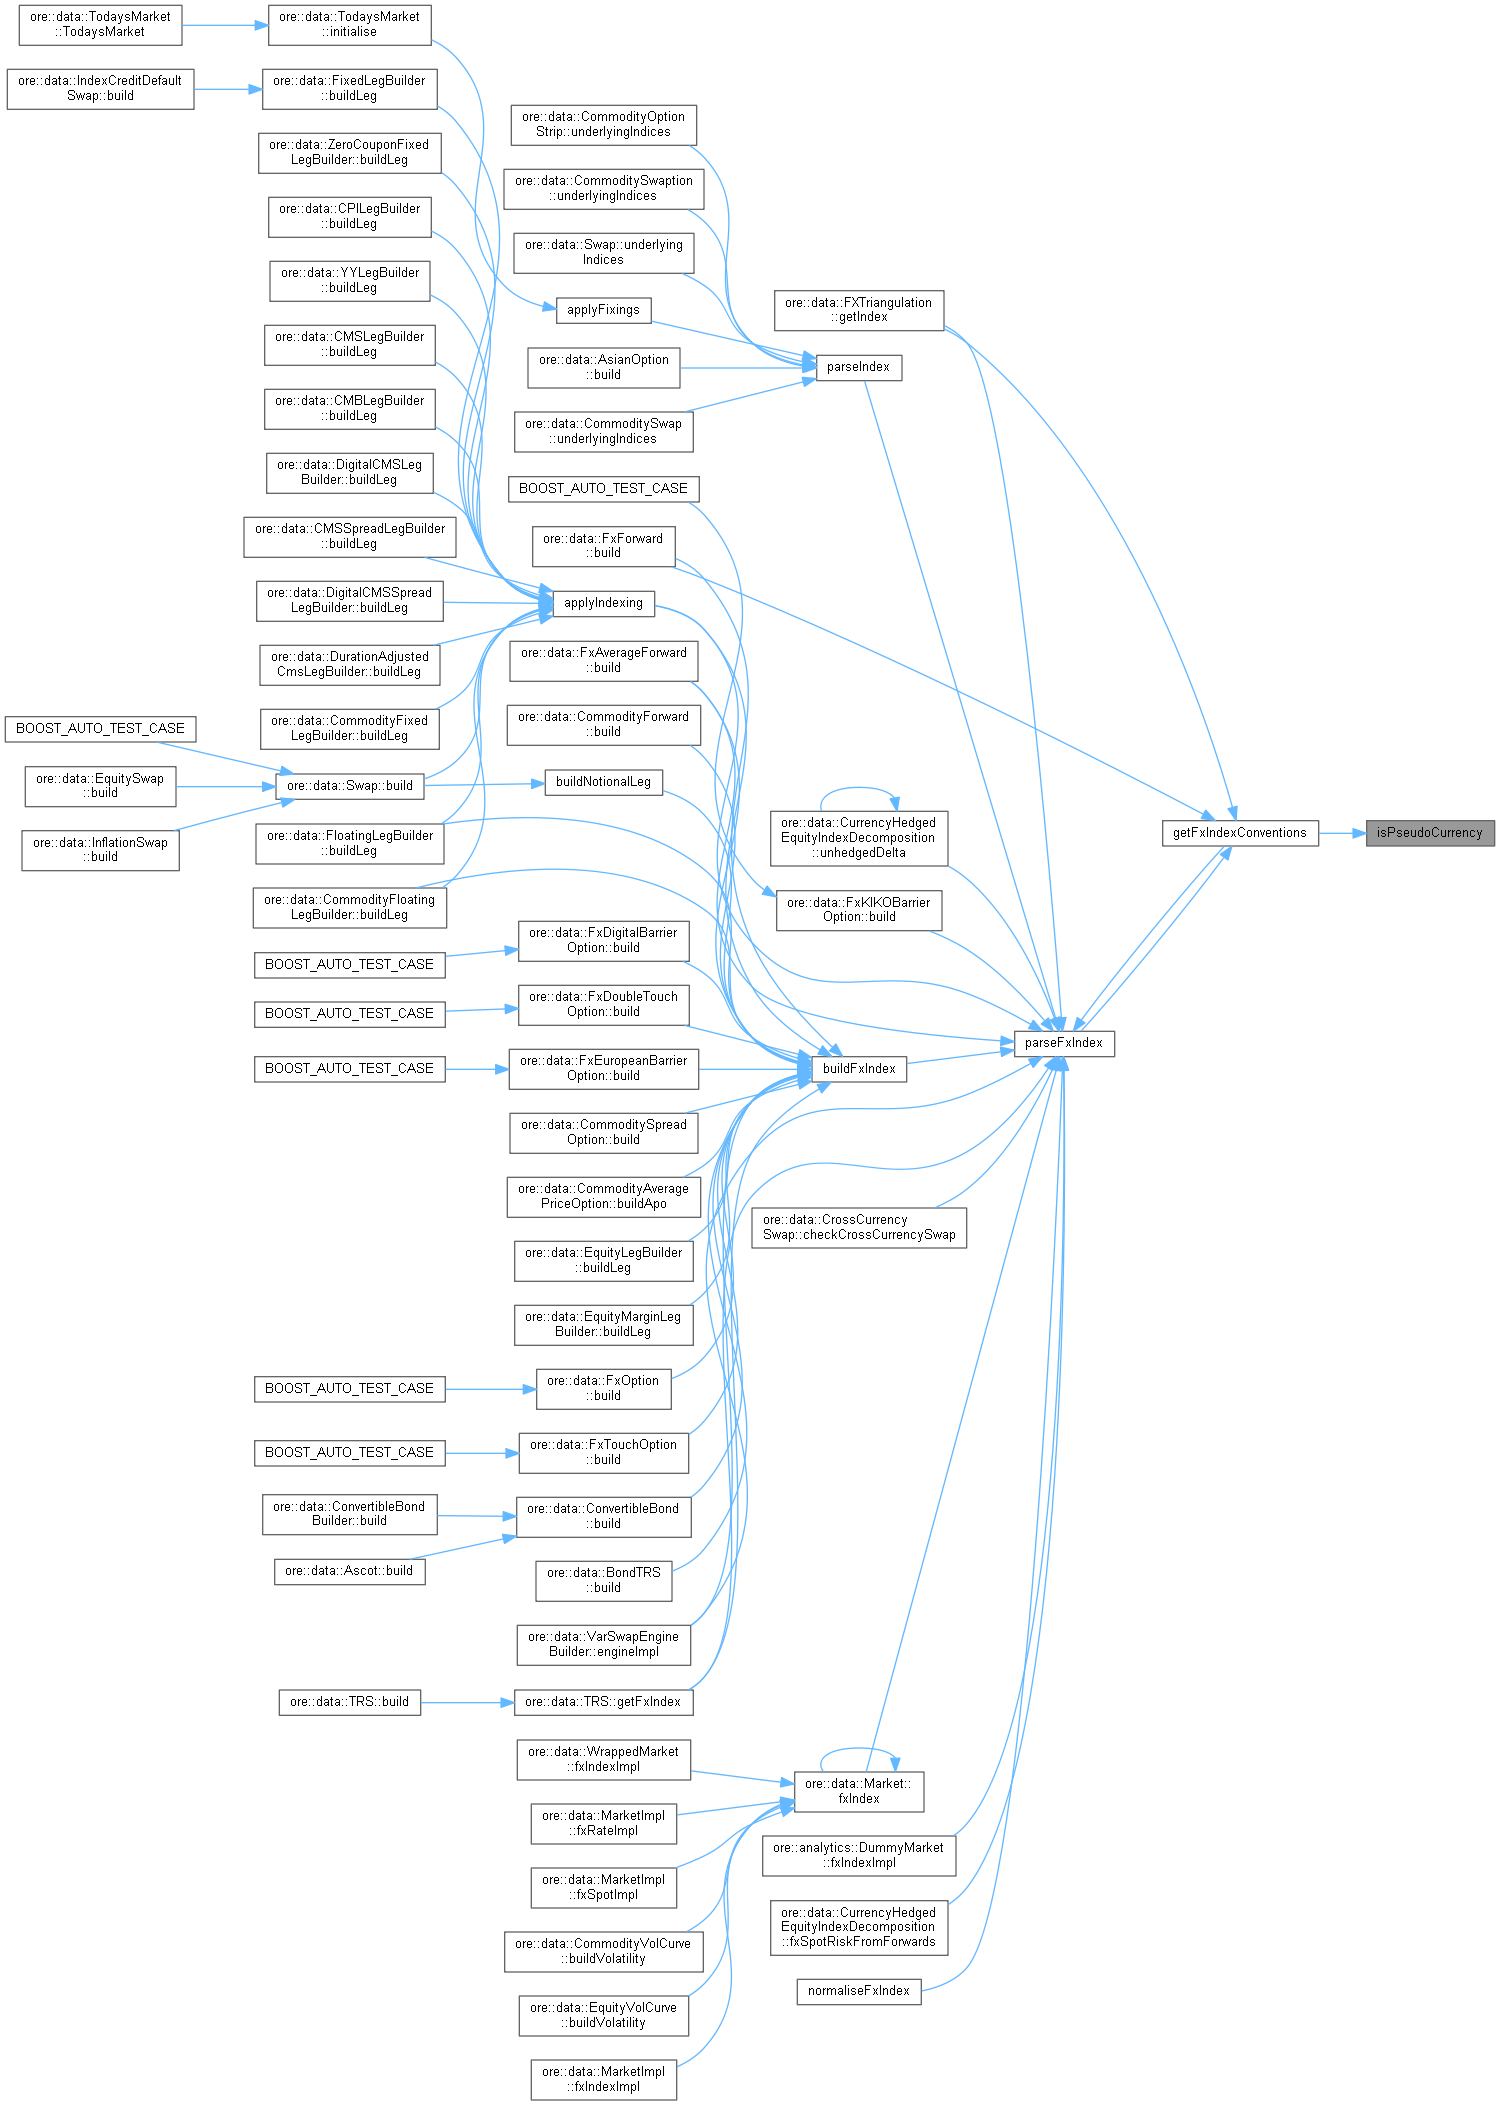 ore::data::TodaysMarket
::TodaysMarket
ore::data::TodaysMarket
::initialise
ore::data::IndexCreditDefault
Swap::build
ore::data::FixedLegBuilder
::buildLeg
ore::data::ZeroCouponFixed
LegBuilder::buildLeg
ore::data::CPILegBuilder
::buildLeg
ore::data::YYLegBuilder
::buildLeg
ore::data::CMSLegBuilder
::buildLeg
ore::data::CMBLegBuilder
::buildLeg
ore::data::DigitalCMSLeg
Builder::buildLeg
ore::data::CMSSpreadLegBuilder
::buildLeg
ore::data::DigitalCMSSpread
LegBuilder::buildLeg
ore::data::DurationAdjusted
CmsLegBuilder::buildLeg
ore::data::CommodityFixed
LegBuilder::buildLeg
BOOST_AUTO_TEST_CASE
ore::data::EquitySwap
::build
ore::data::InflationSwap
::build
ore::data::Swap::build
ore::data::FloatingLegBuilder
::buildLeg
ore::data::CommodityFloating
LegBuilder::buildLeg
BOOST_AUTO_TEST_CASE
BOOST_AUTO_TEST_CASE
BOOST_AUTO_TEST_CASE
BOOST_AUTO_TEST_CASE
BOOST_AUTO_TEST_CASE
ore::data::ConvertibleBond
Builder::build
ore::data::Ascot::build
ore::data::TRS::build
ore::data::CommodityOption
Strip::underlyingIndices
ore::data::CommoditySwaption
::underlyingIndices
ore::data::Swap::underlying
Indices
applyFixings
ore::data::AsianOption
::build
ore::data::CommoditySwap
::underlyingIndices
BOOST_AUTO_TEST_CASE
ore::data::FxForward
::build
applyIndexing
ore::data::FxAverageForward
::build
ore::data::CommodityForward
::build
buildNotionalLeg
ore::data::FxDigitalBarrier
Option::build
ore::data::FxDoubleTouch
Option::build
ore::data::FxEuropeanBarrier
Option::build
ore::data::CommoditySpread
Option::build
ore::data::CommodityAverage
PriceOption::buildApo
ore::data::EquityLegBuilder
::buildLeg
ore::data::EquityMarginLeg
Builder::buildLeg
ore::data::FxOption
::build
ore::data::FxTouchOption
::build
ore::data::ConvertibleBond
::build
ore::data::BondTRS
::build
ore::data::VarSwapEngine
Builder::engineImpl
ore::data::TRS::getFxIndex
ore::data::WrappedMarket
::fxIndexImpl
ore::data::MarketImpl
::fxRateImpl
ore::data::MarketImpl
::fxSpotImpl
ore::data::CommodityVolCurve
::buildVolatility
ore::data::EquityVolCurve
::buildVolatility
ore::data::MarketImpl
::fxIndexImpl
ore::data::FXTriangulation
::getIndex
parseIndex
ore::data::CurrencyHedged
EquityIndexDecomposition
::unhedgedDelta
ore::data::FxKIKOBarrier
Option::build
buildFxIndex
ore::data::CrossCurrency
Swap::checkCrossCurrencySwap
ore::data::Market::
fxIndex
ore::analytics::DummyMarket
::fxIndexImpl
ore::data::CurrencyHedged
EquityIndexDecomposition
::fxSpotRiskFromForwards
normaliseFxIndex
parseFxIndex
getFxIndexConventions
isPseudoCurrency